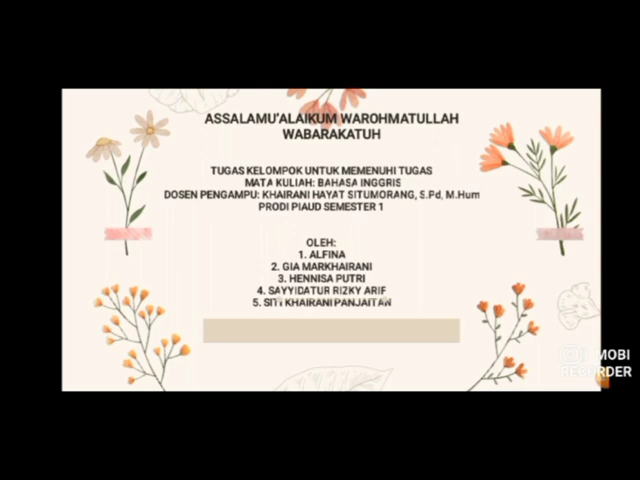 ASSALAMU'ALAIKUM WAROHMATULLAH
WABARAKATUH
TUGAS KELOMPOK UNTUK MEMENUHI TUGAS
MATA KULIAH: BAHASA INGGRIS
DOSEN PENGAMPU: KHAIRANI HAYAT SITUMORANG, S.Pd, M.Hum
PRODI PIAUD SEMESTER 1
OLEH:
1. ALFINA
2. GIA MARKHAIRANI
3. HENNISA PUTRI
4. SAYYIDATUR RIZKY ARIF
5. SITI KHAIRANI PANJAITAN
MOBI
RECORDER